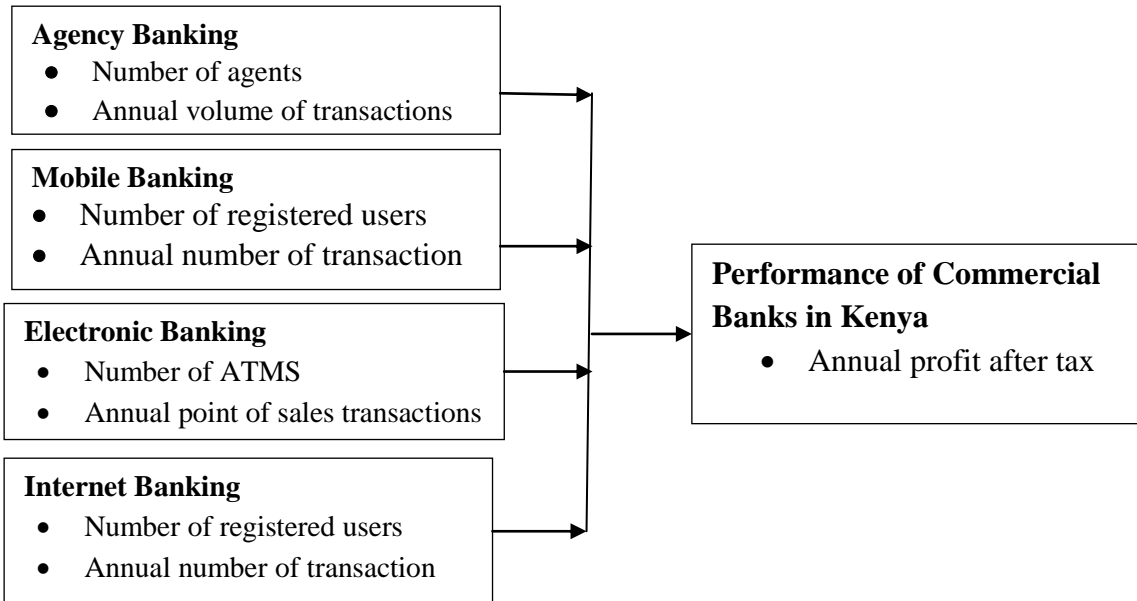 Agency Banking
• Number of agents
• Annual volume of transactions
Mobile Banking
• Number of registered users
• Annual number of transaction
Electronic Banking
• Number of ATMS
• Annual point of sales transactions
Internet Banking
• Number of registered users
• Annual number of transaction
Performance of Commercial
Banks in Kenya
• Annual profit after tax